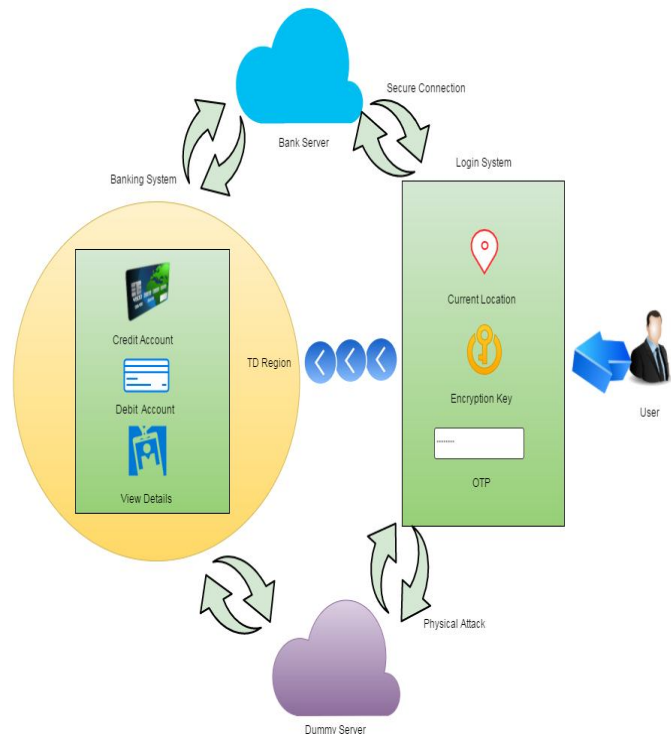 Secure Connection
Bank Server
Login System
Banking System
Current Location
Credit Account
TD Region
Encryption Key
Debit Account
User
OTP
View Details
Physical Attack
Dummy Server